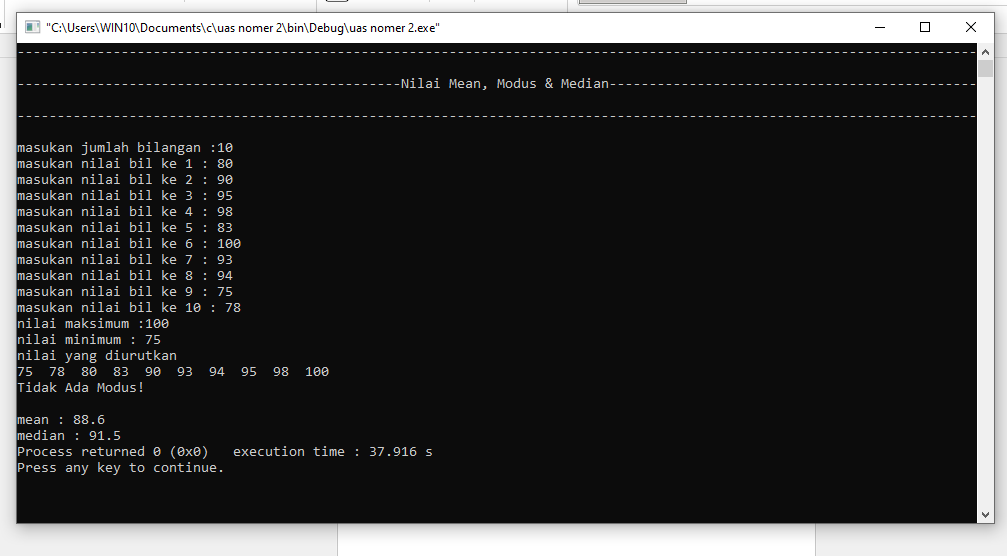 "C:\Users\WIN10\Documents\c\uas nomer 2\bin\Debug\uas nomer 2.exe"
------------------------------------------------------------------------------------------------------------------------
------------------------------------------------Nilai Mean, Modus & Median----------------------------------------------
------------------------------------------------------------------------------------------------------------------------
masukan jumlah bilangan :10
masukan nilai bil ke 1 : 80
masukan nilai bil ke 2 : 90
masukan nilai bil ke 3 : 95
masukan nilai bil ke 4 : 98
masukan nilai bil ke 5 : 83
masukan nilai bil ke 6 : 100
masukan nilai bil ke 7 : 93
masukan nilai bil ke 8 : 94
masukan nilai bil ke 9 : 75
masukan nilai bil ke 10 : 78
nilai maksimum :100
nilai minimum : 75
nilai yang diurutkan
75  78  80  83  90  93  94  95  98  100
Tidak Ada Modus!
mean : 88.6
median : 91.5
Process returned 0 (0x0)   execution time : 37.916 s
Press any key to continue.